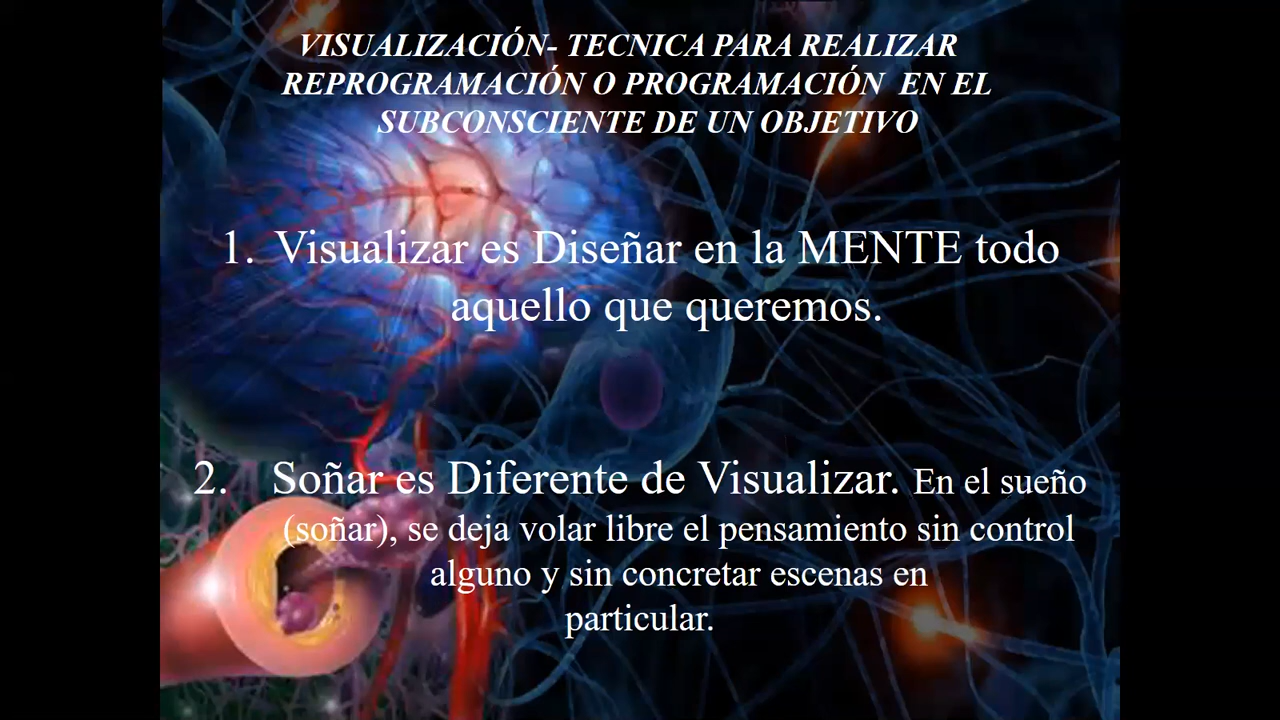 VISUALIZACIÓN- TECNICA PARA REALIZAR
REPROGRAMACIÓN O PROGRAMACIÓN EN EL
SUBCONSCIENTE DE UN OBJETIVO
1. Visualizar es Diseñar en la MENTE todo
aquello que queremos.
2. Soñar es Diferente de Visualizar. En el sueño
(soñar), se deja volar libre el pensamiento sin control
alguno y sin concretar escenas en
particular.